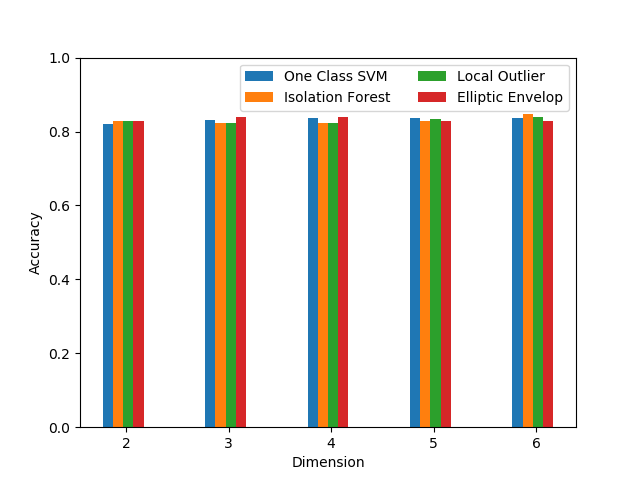 1.0
0.8
0.6
0.4
0.2
0.0
Accuracy
One Class SVM
Isolation Forest
Local Outlier
Elliptic Envelop
2 3 4 5 6
Dimension